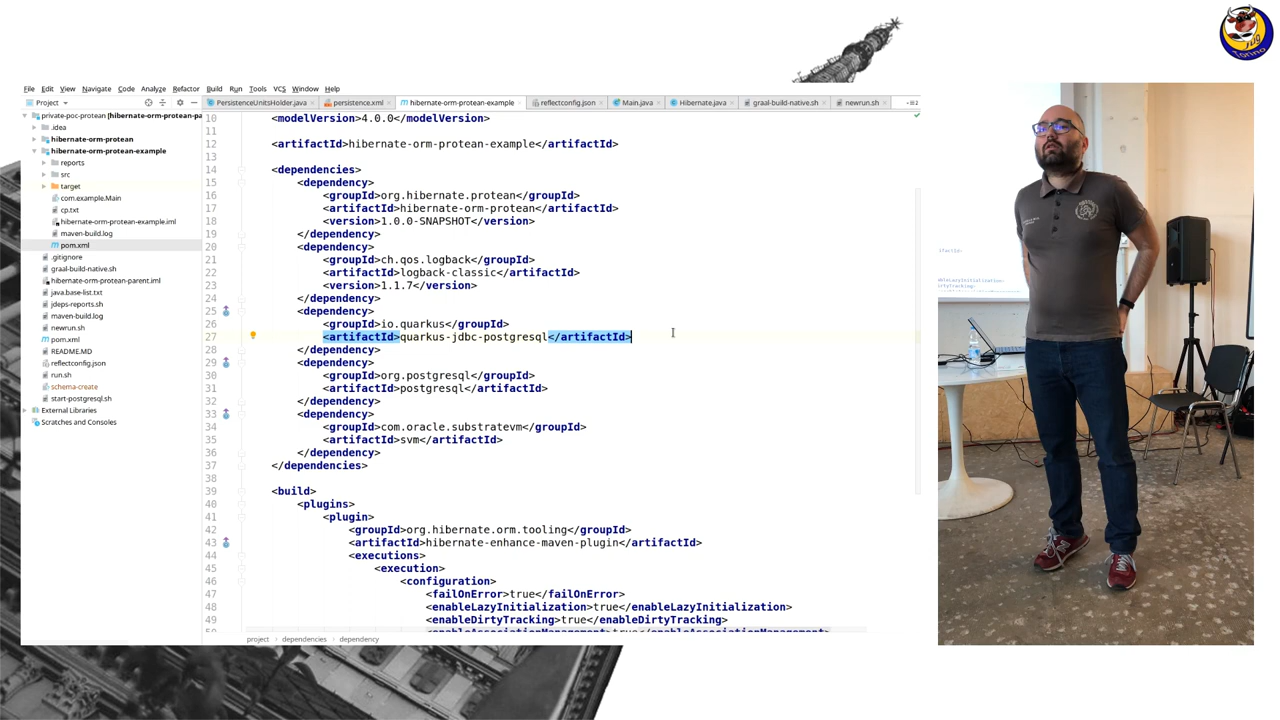 File Edit View Navigate Code Analyze Refactor Build Run Tools VCS Window Help
Project
PersistenceUnitsHolder.java persistence.xml hibernate-orm-protean-example reflectconfig.json Main.java Hibernate.java graal-build-native.sh newrun.sh
private-poc-protean [hibernate-orm-protean-pa
.idea
hibernate-orm-protean
hibernate-orm-protean-example
reports
src
target
com.example.Main
cp.txt
hibernate-orm-protean-example.iml
maven-build.log
pom.xml
.gitignore
graal-build-native.sh
hibernate-orm-protean-parent.iml
java.base-list.txt
jdeps-reports.sh
maven-build.log
newrun.sh
pom.xml
README.MD
reflectconfig.json
run.sh
schema-create
start-postgresql.sh
External Libraries
Scratches and Consoles
10 <modelVersion>4.0.0</modelVersion>
11
12 <artifactId>hibernate-orm-protean-example</artifactId>
13
14 <dependencies>
15 <dependency>
16 <groupId>org.hibernate.protean</groupId>
17 <artifactId>hibernate-orm-protean</artifactId>
18 <version>1.0.0-SNAPSHOT</version>
19 </dependency>
20 <dependency>
21 <groupId>ch.qos.logback</groupId>
22 <artifactId>logback-classic</artifactId>
23 <version>1.1.7</version>
24 </dependency>
25 <dependency>
26 <groupId>io.quarkus</groupId>
27 <artifactId>quarkus-jdbc-postgresql</artifactId>
28 </dependency>
29 <dependency>
30 <groupId>org.postgresql</groupId>
31 <artifactId>postgresql</artifactId>
32 </dependency>
33 <dependency>
34 <groupId>com.oracle.substratevm</groupId>
35 <artifactId>svm</artifactId>
36 </dependency>
37 </dependencies>
38
39 <build>
40 <plugins>
41 <plugin>
42 <groupId>org.hibernate.orm.tooling</groupId>
43 <artifactId>hibernate-enhance-maven-plugin</artifactId>
44 <executions>
45 <execution>
46 <configuration>
47 <failOnError>true</failOnError>
48 <enableLazyInitialization>true</enableLazyInitialization>
49 <enableDirtyTracking>true</enableDirtyTracking>
50 <enableAssociationManagement>true</enableAssociationManagement>
project › dependencies › dependency